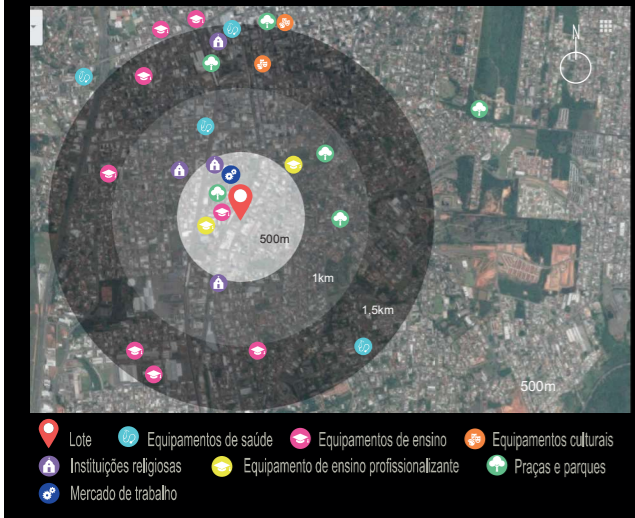 N
500m
1km
1,5km
500m
Lote
Equipamentos de saúde
Equipamentos de ensino
Equipamentos culturais
Instituições religiosas
Equipamento de ensino profissionalizante
Praças e parques
Mercado de trabalho